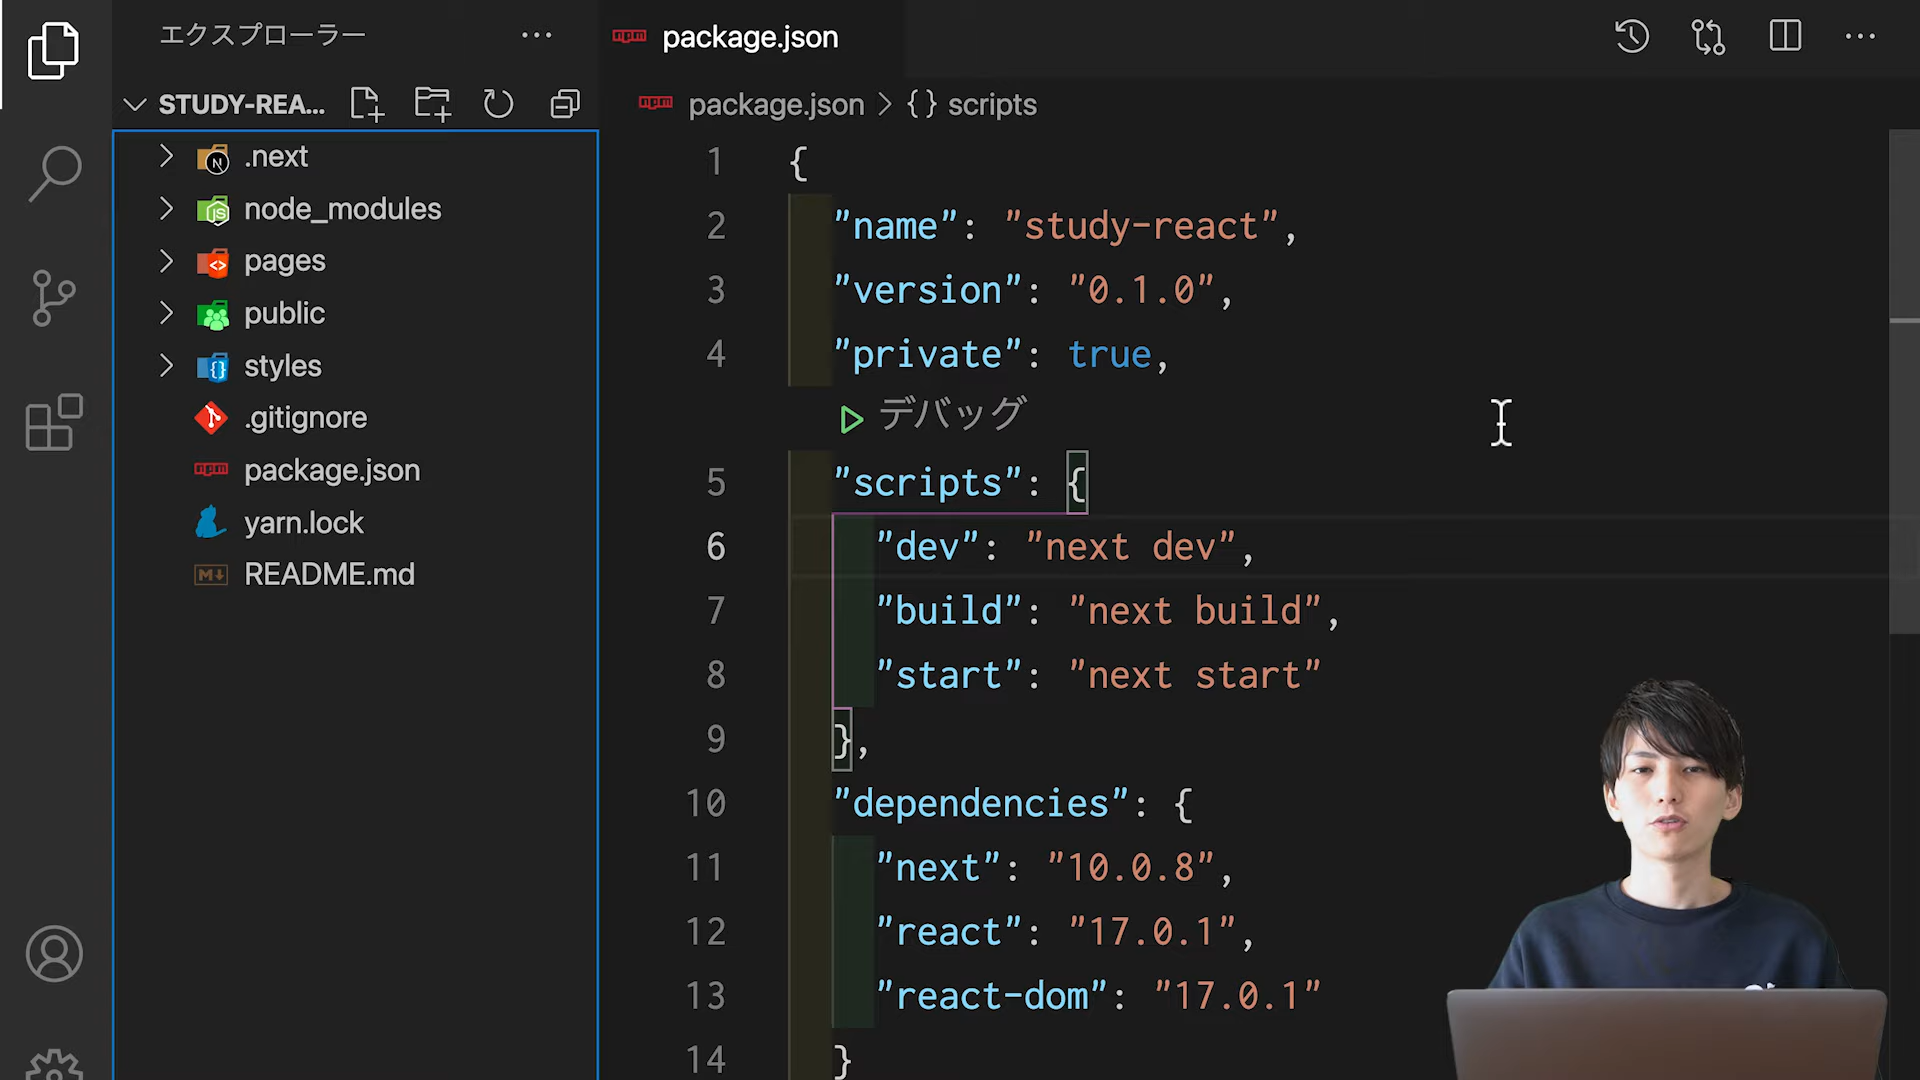 エクスプローラー
STUDY-REA...
.next
node_modules
pages
public
styles
.gitignore
package.json
yarn.lock
README.md
package.json
package.json > {} scripts
1 {
2 "name": "study-react",
3 "version": "0.1.0",
4 "private": true,
デバッグ
5 "scripts": {
6 "dev": "next dev",
7 "build": "next build",
8 "start": "next start"
9 },
10 "dependencies": {
11 "next": "10.0.8",
12 "react": "17.0.1",
13 "react-dom": "17.0.1"
14 }